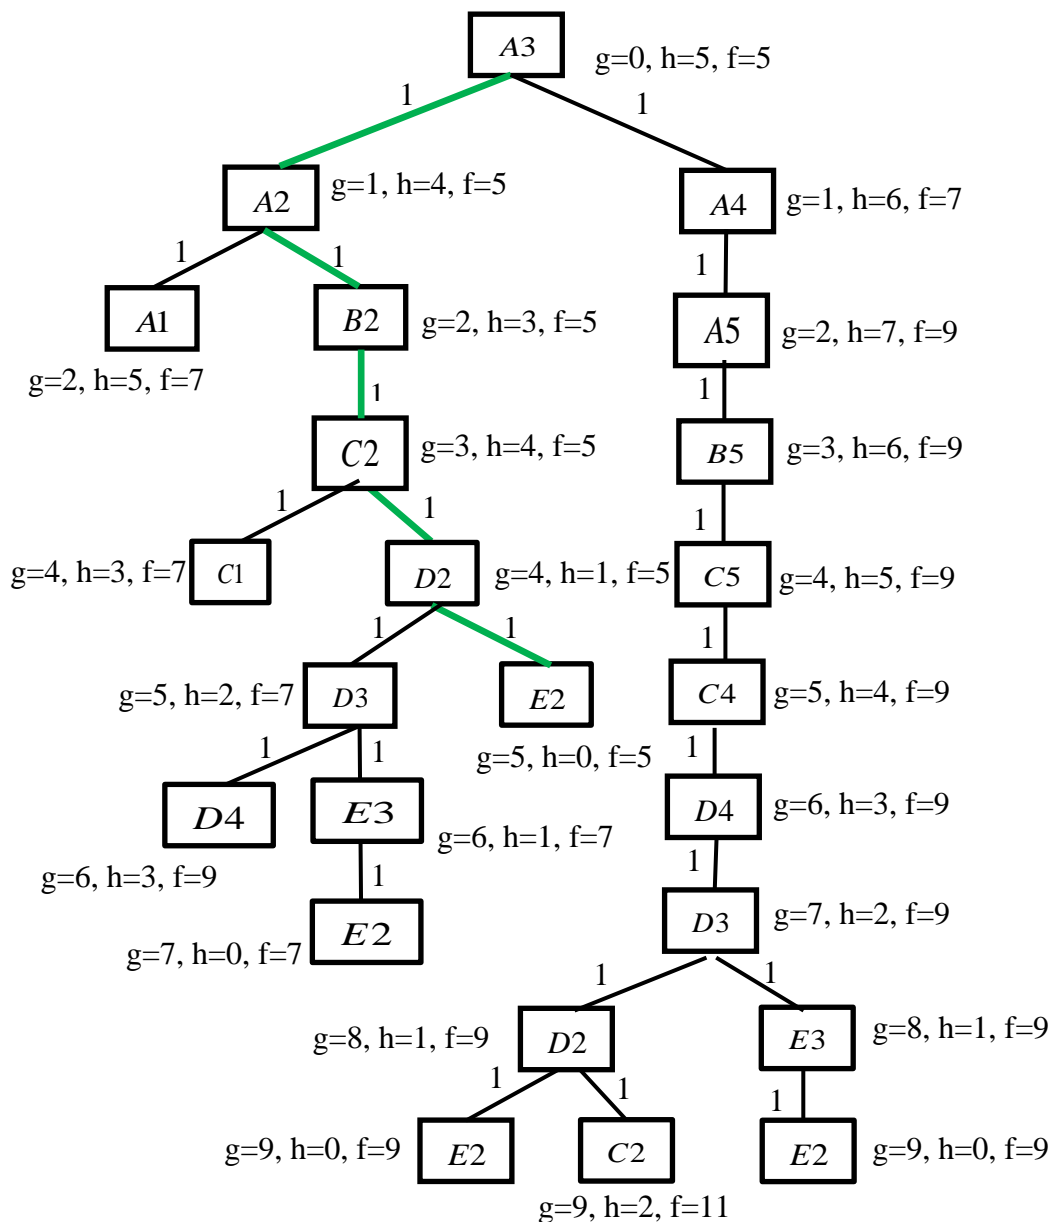 A3
g=0, h=5, f=5
1
1
A2
g=1, h=4, f=5
A4
g=1, h=6, f=7
1
1
1
A1
B2
g=2, h=3, f=5
A5
g=2, h=7, f=9
g=2, h=5, f=7
1
1
C2
g=3, h=4, f=5
B5
g=3, h=6, f=9
1
1
1
g=4, h=3, f=7
C1
D2
g=4, h=1, f=5
C5
g=4, h=5, f=9
1
1
1
g=5, h=2, f=7
D3
E2
C4
g=5, h=4, f=9
g=5, h=0, f=5
1
1
1
D4
E3
D4
g=6, h=3, f=9
g=6, h=1, f=7
g=6, h=3, f=9
1
1
E2
D3
g=7, h=2, f=9
g=7, h=0, f=7
1
1
g=8, h=1, f=9
D2
E3
g=8, h=1, f=9
1
1
1
g=9, h=0, f=9
E2
C2
E2
g=9, h=0, f=9
g=9, h=2, f=11